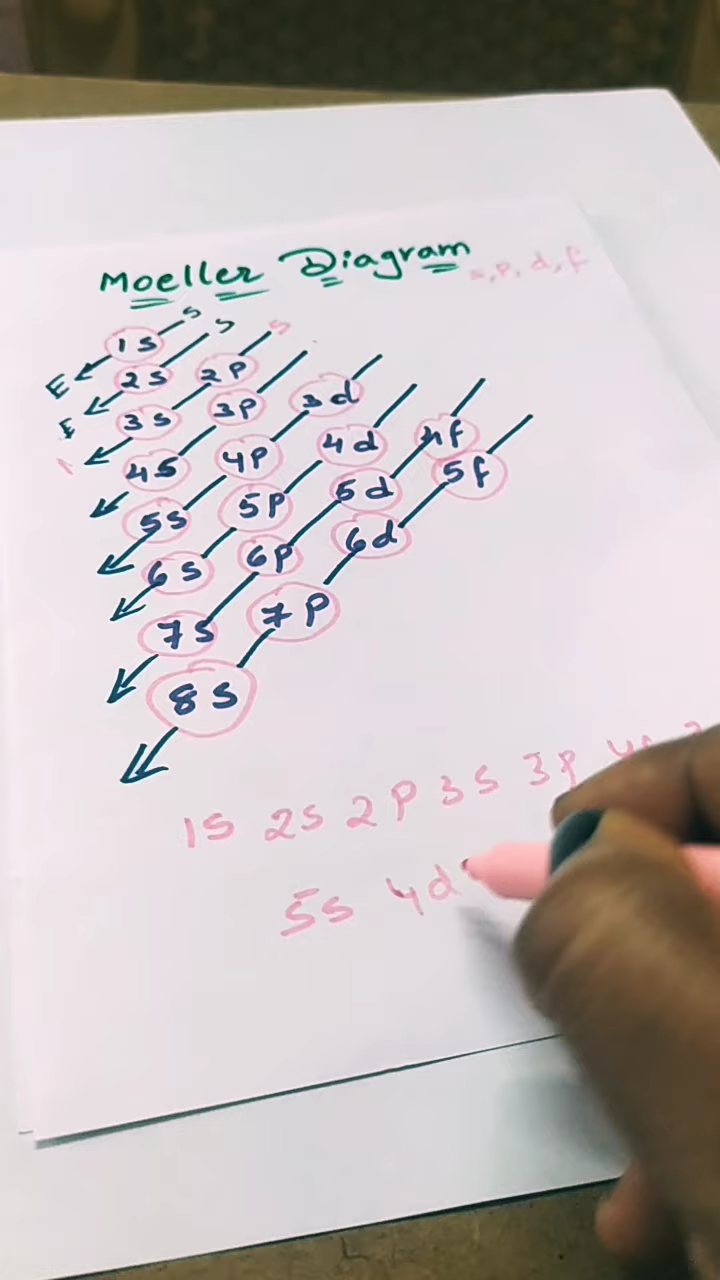 Moeller Diagram
s, p, d, f
S S S
1s
E 2s 2p
E 3s 3p 3d
4s 4p 4d 4f
5s 5p 5d 5f
6s 6p 6d
7s 7p
8s
1s 2s 2p 3s 3p
5s 4d